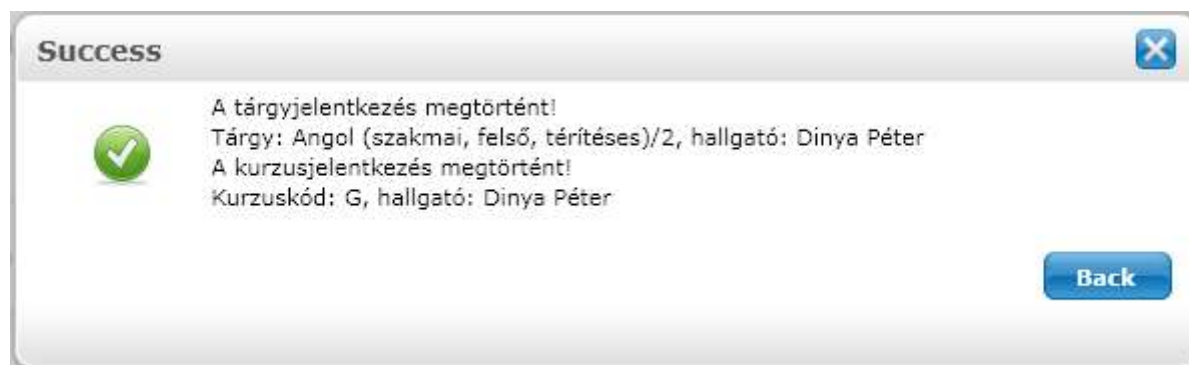 Success
A tárgyjelentkezés megtörtént!
Tárgy: Angol (szakmai, felső, térítéses)/2, hallgató: Dinya Péter
A kurzusjelentkezés megtörtént!
Kurzuskód: G, hallgató: Dinya Péter
Back